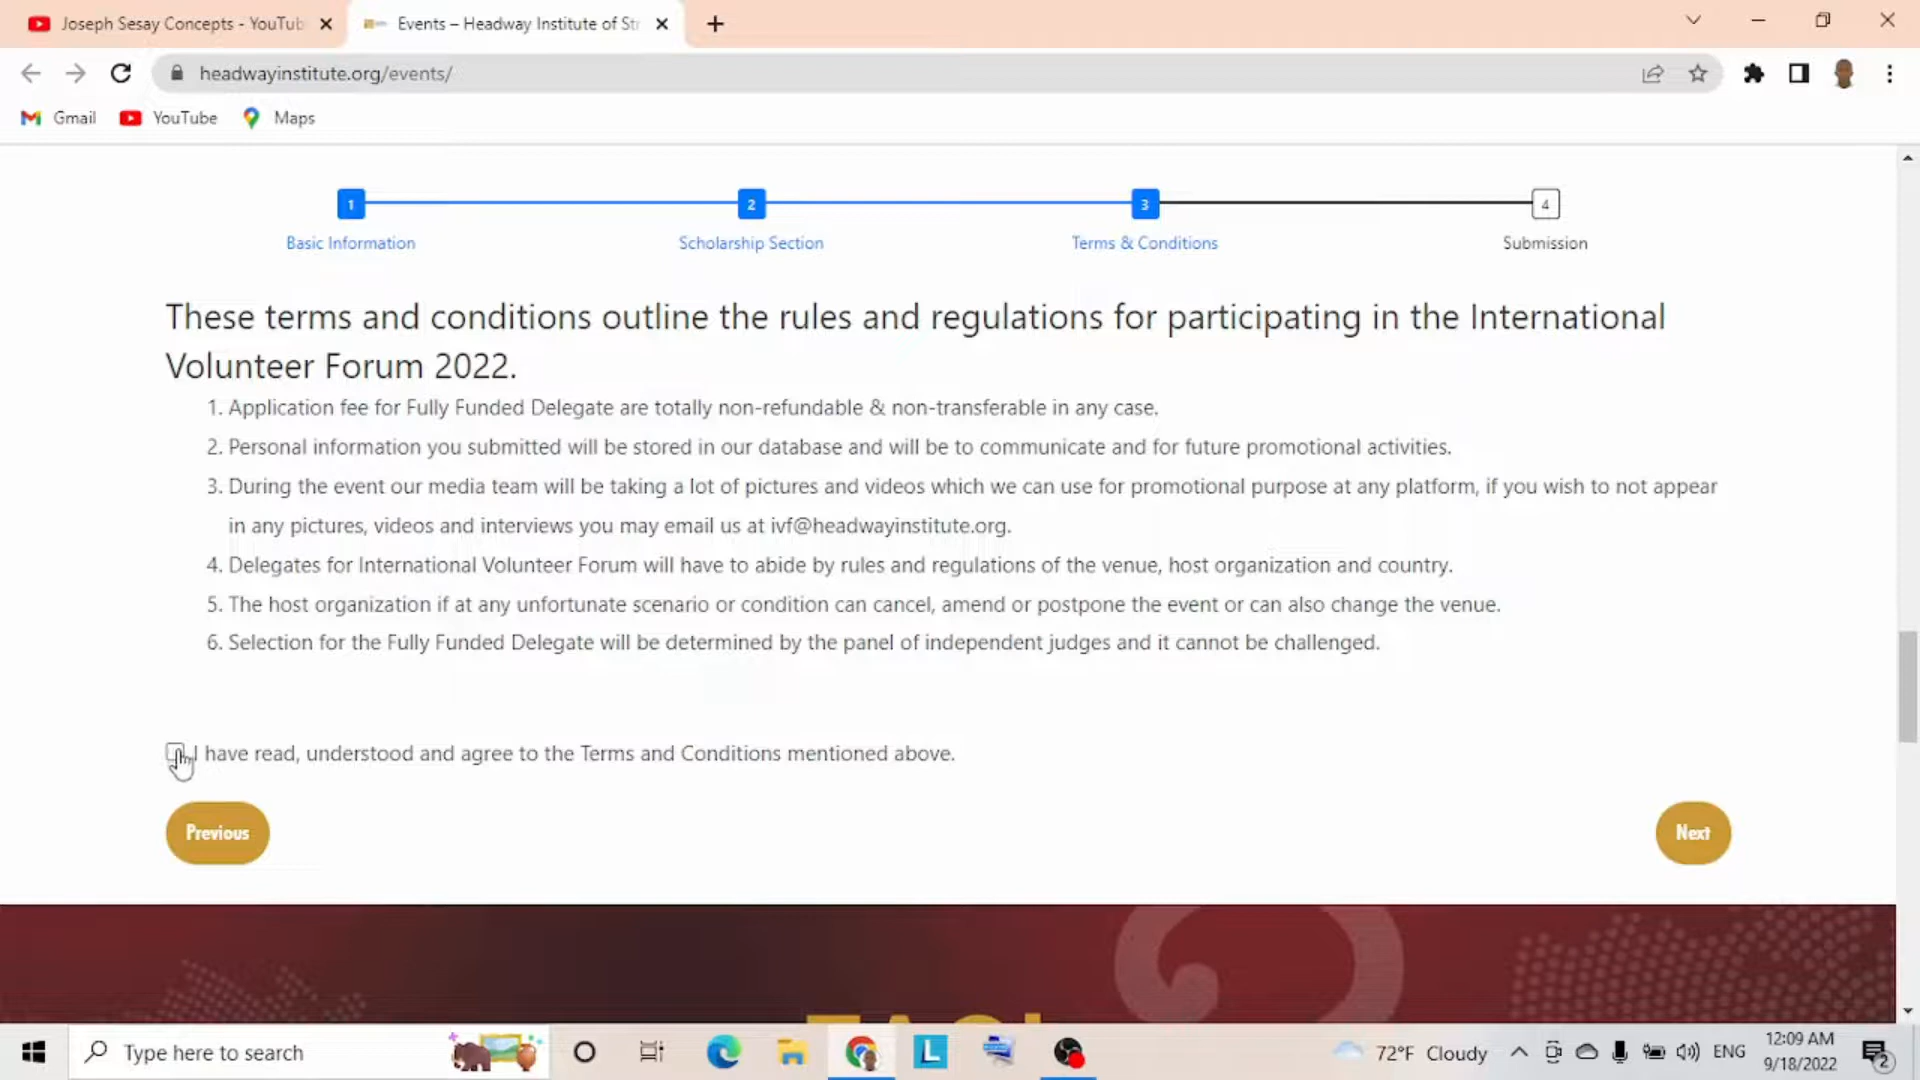 Joseph Sesay Concepts - YouTub
Events – Headway Institute of Str
headwayinstitute.org/events/
Gmail
YouTube
Maps
1
2
3
4
Basic Information
Scholarship Section
Terms & Conditions
Submission
These terms and conditions outline the rules and regulations for participating in the International
Volunteer Forum 2022.
1. Application fee for Fully Funded Delegate are totally non-refundable & non-transferable in any case.
2. Personal information you submitted will be stored in our database and will be to communicate and for future promotional activities.
3. During the event our media team will be taking a lot of pictures and videos which we can use for promotional purpose at any platform, if you wish to not appear
in any pictures, videos and interviews you may email us at ivf@headwayinstitute.org.
4. Delegates for International Volunteer Forum will have to abide by rules and regulations of the venue, host organization and country.
5. The host organization if at any unfortunate scenario or condition can cancel, amend or postpone the event or can also change the venue.
6. Selection for the Fully Funded Delegate will be determined by the panel of independent judges and it cannot be challenged.
I have read, understood and agree to the Terms and Conditions mentioned above.
Previous
Next
Type here to search
L
72°F Cloudy
ENG
12:09 AM
9/18/2022
2